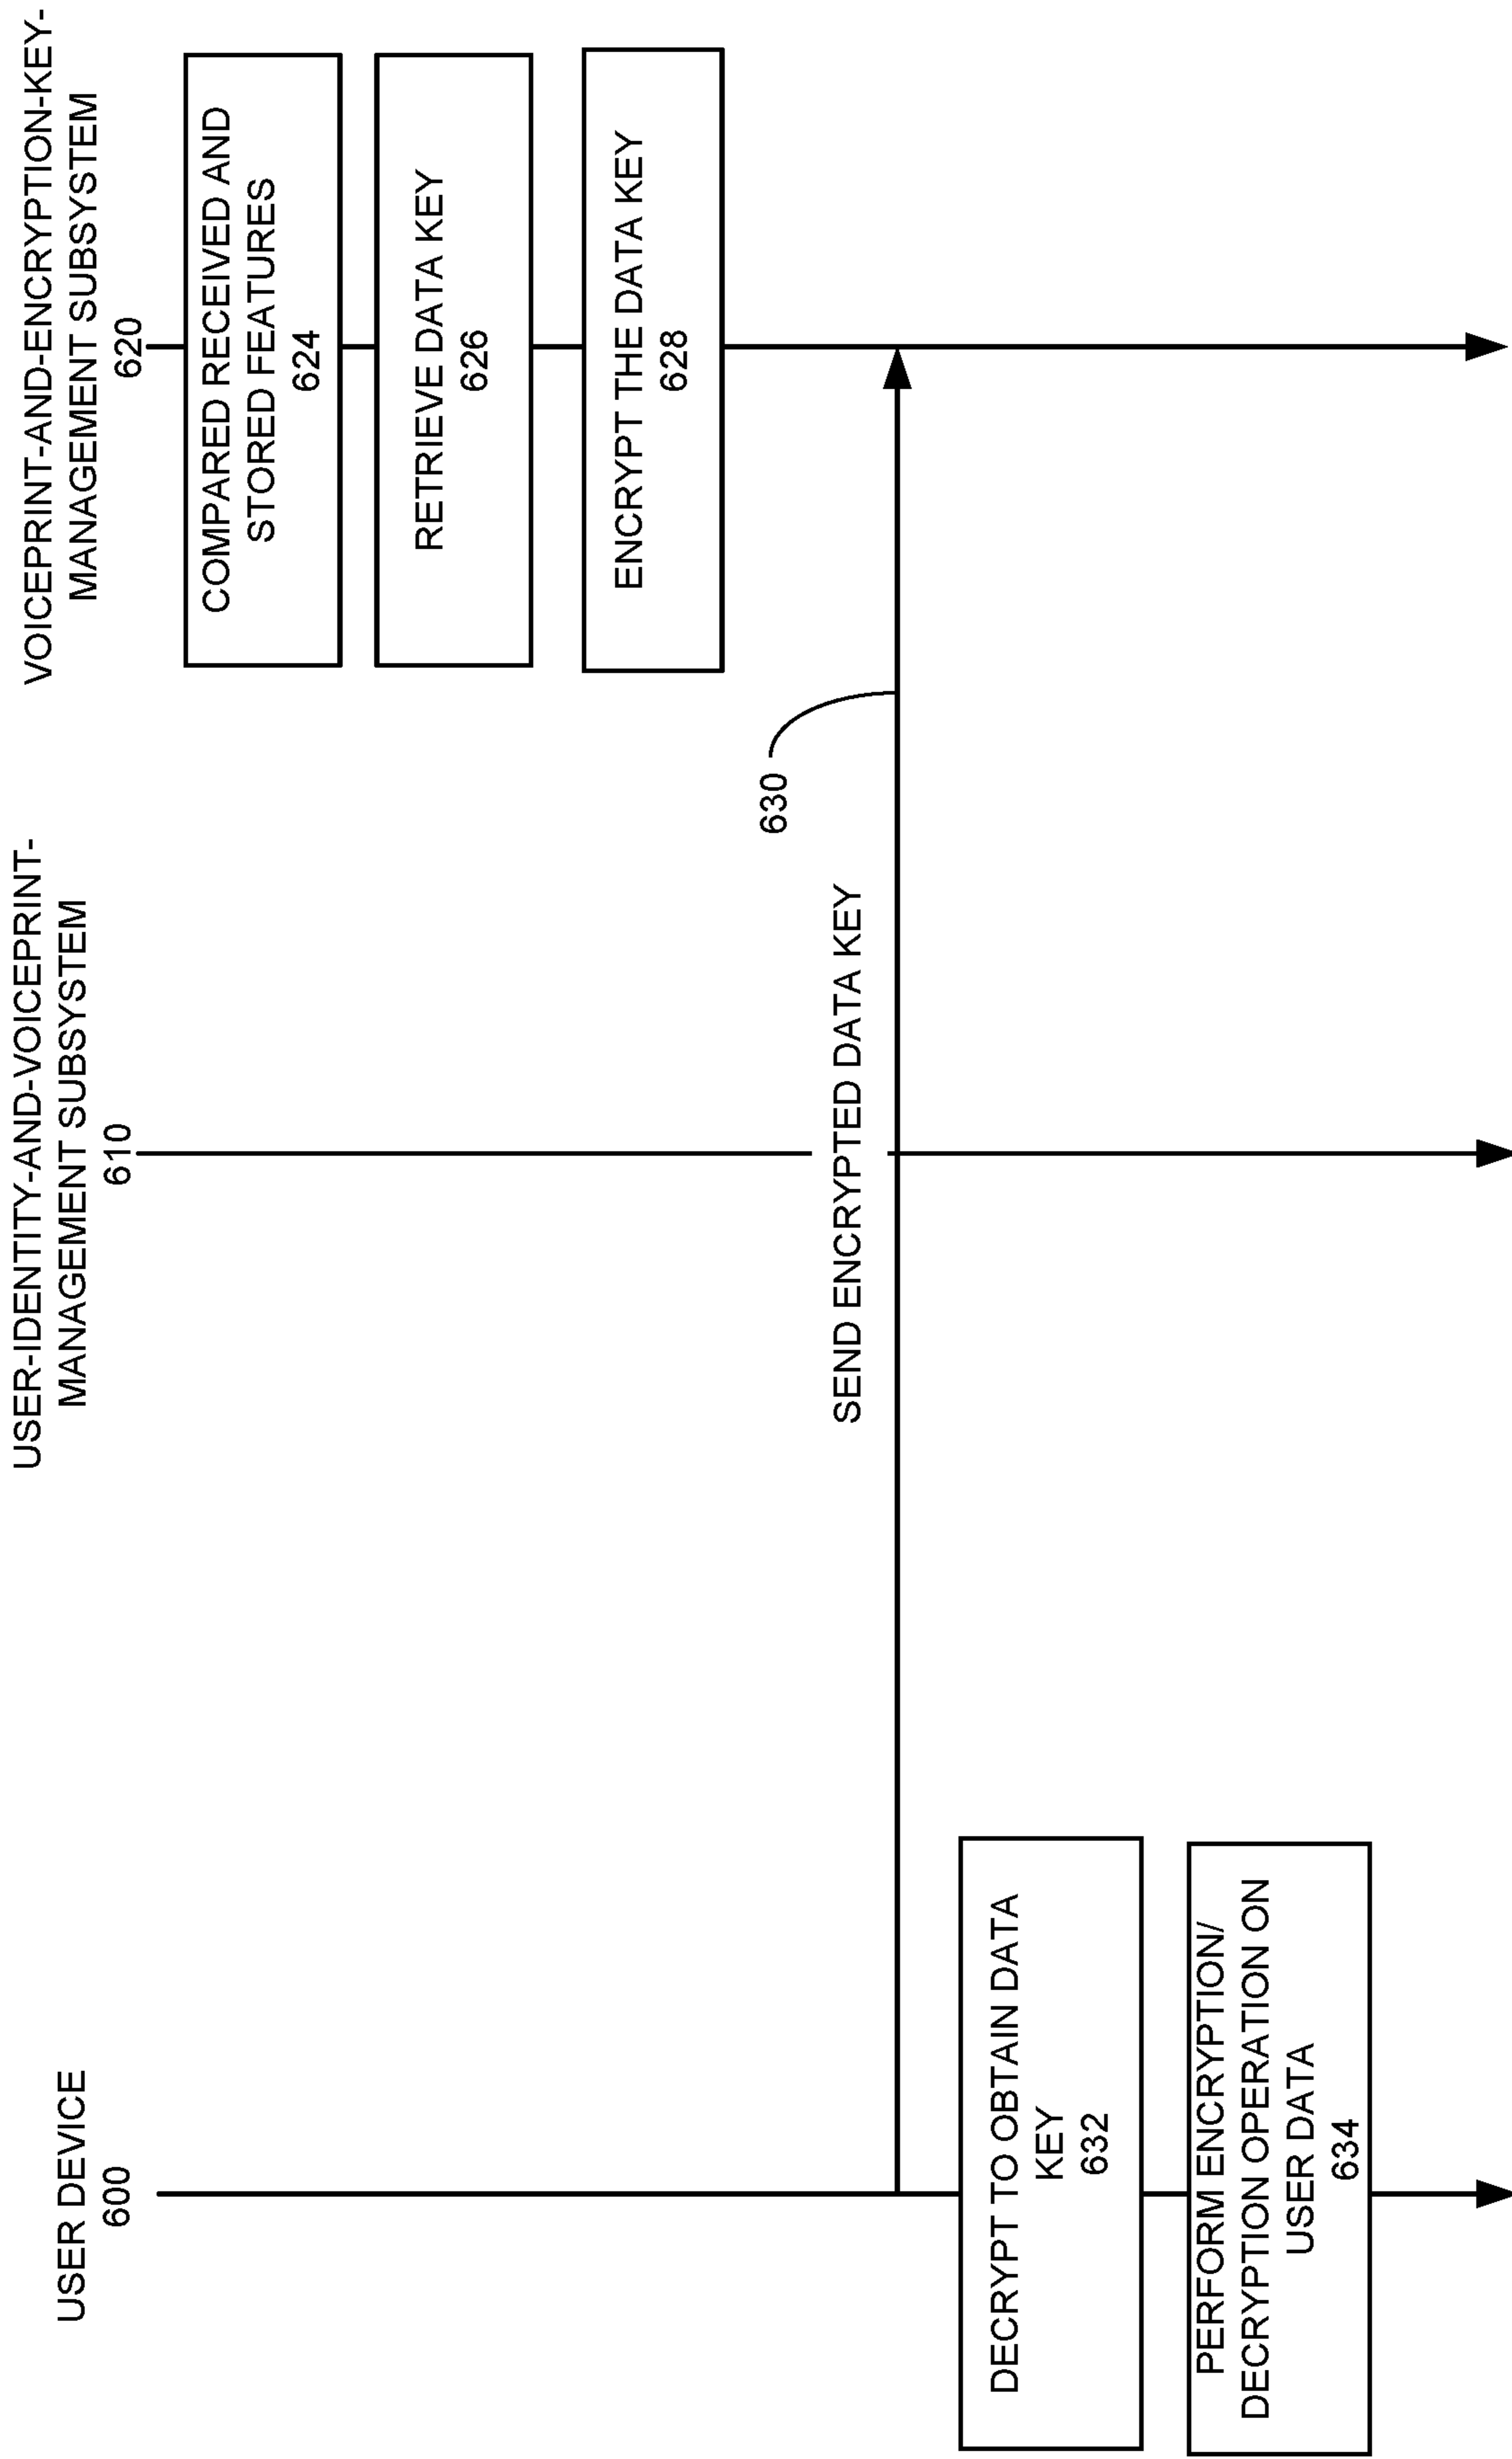 USER DEVICE
600
USER-IDENTITY-AND-VOICEPRINT-
MANAGEMENT SUBSYSTEM
610
VOICEPRINT-AND-ENCRYPTION-KEY-
MANAGEMENT SUBSYSTEM
620
COMPARED RECEIVED AND
STORED FEATURES
624
RETRIEVE DATA KEY
626
ENCRYPT THE DATA KEY
628
630
SEND ENCRYPTED DATA KEY
DECRYPT TO OBTAIN DATA
KEY
632
PERFORM ENCRYPTION/
DECRYPTION OPERATION ON
USER DATA
634